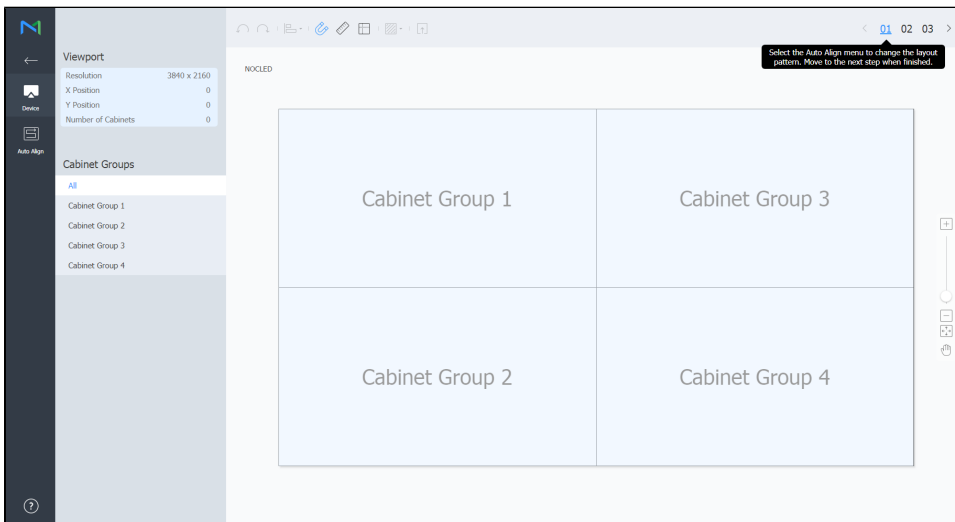 01 02 03
Select the Auto Align menu to change the layout
pattern. Move to the next step when finished.
Device
Auto Align
Viewport
Resolution 3840 x 2160
X Position 0
Y Position 0
Number of Cabinets 0
Cabinet Groups
All
Cabinet Group 1
Cabinet Group 2
Cabinet Group 3
Cabinet Group 4
NOCLED
Cabinet Group 1 Cabinet Group 3
Cabinet Group 2 Cabinet Group 4